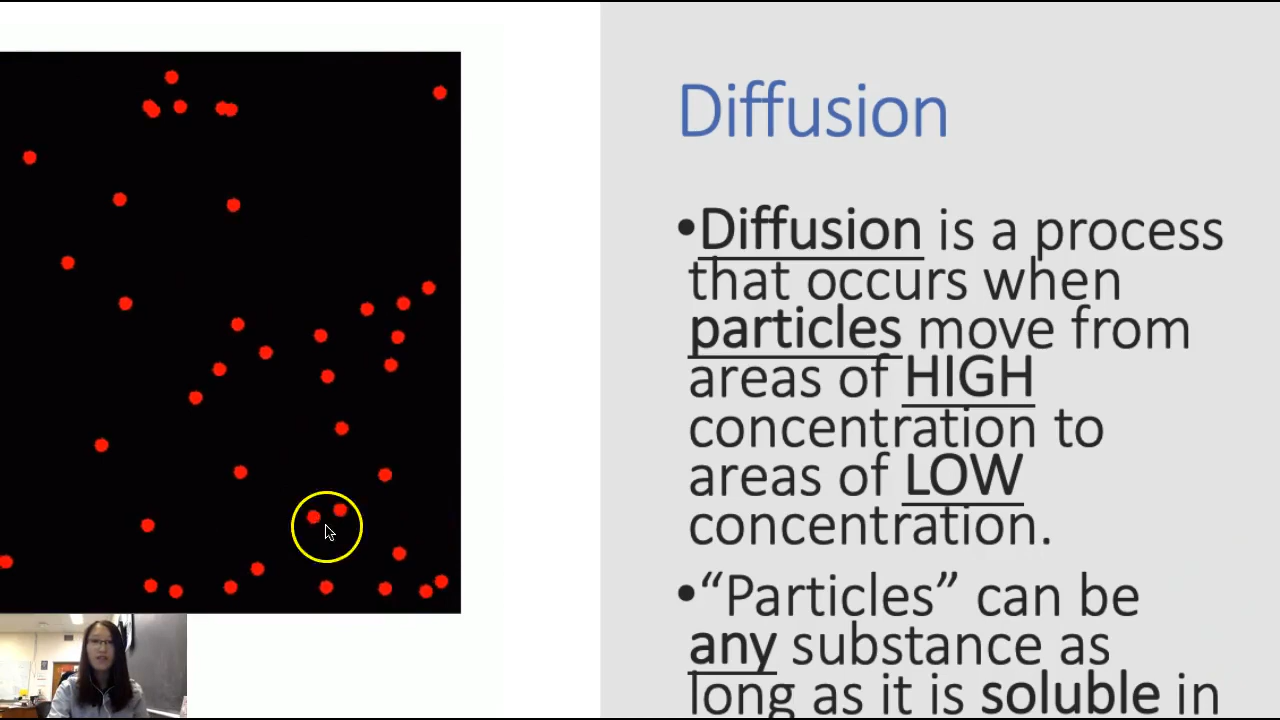 Diffusion
•Diffusion is a process
that occurs when
particles move from
areas of HIGH
concentration to
areas of LOW
concentration.
•“Particles” can be
any substance as
long as it is soluble in